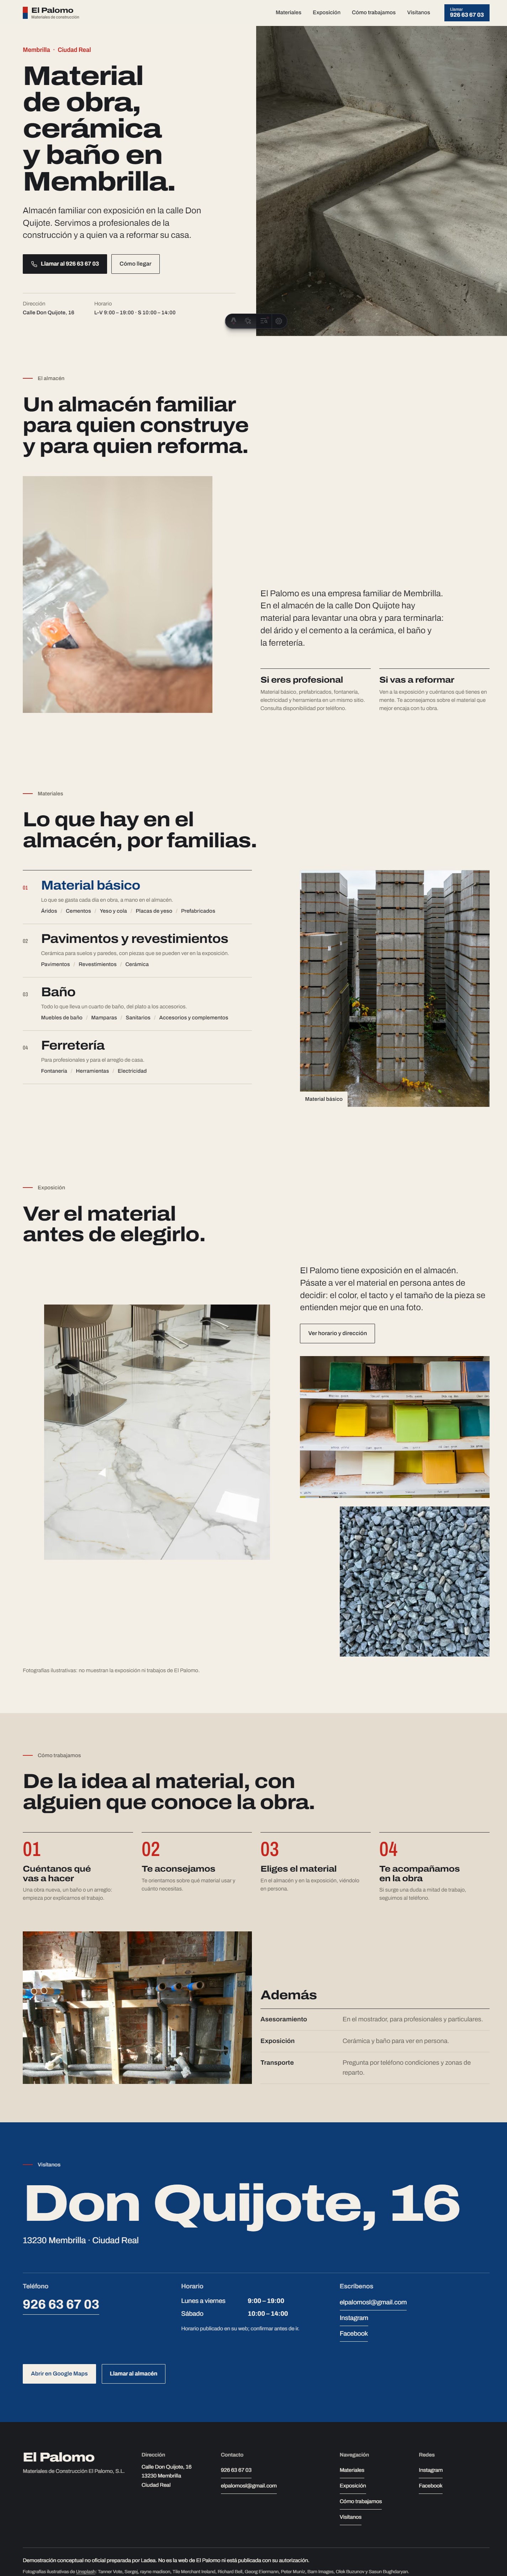 El Palomo
Materiales de construcción
Materiales
Exposición
Cómo trabajamos
Visítanos
Llamar
926 63 67 03
Membrilla · Ciudad Real
Material
de obra,
cerámica
y baño en
Membrilla.
Almacén familiar con exposición en la calle Don
Quijote. Servimos a profesionales de la
construcción y a quien va a reformar su casa.
Llamar al 926 63 67 03
Cómo llegar
Dirección
Calle Don Quijote, 16
Horario
L-V 9:00 – 19:00 · S 10:00 – 14:00
El almacén
Un almacén familiar
para quien construye
y para quien reforma.
El Palomo es una empresa familiar de Membrilla.
En el almacén de la calle Don Quijote hay
material para levantar una obra y para terminarla:
del árido y el cemento a la cerámica, el baño y
la ferretería.
Si eres profesional
Material básico, prefabricados, fontanería,
electricidad y herramienta en un mismo sitio.
Consulta disponibilidad por teléfono.
Si vas a reformar
Ven a la exposición y cuéntanos qué tienes en
mente. Te aconsejamos sobre el material que
mejor encaja con tu obra.
Materiales
Lo que hay en el
almacén, por familias.
01
Material básico
Lo que se gasta cada día en obra, a mano en el almacén.
Áridos / Cementos / Yeso y cola / Placas de yeso / Prefabricados
02
Pavimentos y revestimientos
Cerámica para suelos y paredes, con piezas que se pueden ver en la exposición.
Pavimentos / Revestimientos / Cerámica
03
Baño
Todo lo que lleva un cuarto de baño, del plato a los accesorios.
Muebles de baño / Mamparas / Sanitarios / Accesorios y complementos
04
Ferretería
Para profesionales y para el arreglo de casa.
Fontanería / Herramientas / Electricidad
Material básico
Exposición
Ver el material
antes de elegirlo.
El Palomo tiene exposición en el almacén.
Pásate a ver el material en persona antes de
decidir: el color, el tacto y el tamaño de la pieza se
entienden mejor que en una foto.
Ver horario y dirección
Fotografías ilustrativas: no muestran la exposición ni trabajos de El Palomo.
Cómo trabajamos
De la idea al material, con
alguien que conoce la obra.
01
Cuéntanos qué
vas a hacer
Una obra nueva, un baño o un arreglo:
empieza por explicarnos el trabajo.
02
Te aconsejamos
Te orientamos sobre qué material usar y
cuánto necesitas.
03
Eliges el material
En el almacén y en la exposición, viéndolo
en persona.
04
Te acompañamos
en la obra
Si surge una duda a mitad de trabajo,
seguimos al teléfono.
Además
Asesoramiento
En el mostrador, para profesionales y particulares.
Exposición
Cerámica y baño para ver en persona.
Transporte
Pregunta por teléfono condiciones y zonas de
reparto.
Visítanos
Don Quijote, 16
13230 Membrilla · Ciudad Real
Teléfono
926 63 67 03
Horario
Lunes a viernes 9:00 – 19:00
Sábado 10:00 – 14:00
Horario publicado en su web; confirmar antes de ir.
Escríbenos
elpalomosl@gmail.com
Instagram
Facebook
Abrir en Google Maps
Llamar al almacén
El Palomo
Materiales de Construcción El Palomo, S.L.
Dirección
Calle Don Quijote, 16
13230 Membrilla
Ciudad Real
Contacto
926 63 67 03
elpalomosl@gmail.com
Navegación
Materiales
Exposición
Cómo trabajamos
Visítanos
Redes
Instagram
Facebook
Demostración conceptual no oficial preparada por Ladea. No es la web de El Palomo ni está publicada con su autorización.
Fotografías ilustrativas de Unsplash: Tanner Vote, Sergej, rayne madison, Tile Merchant Ireland, Richard Bell, Georg Eiermann, Peter Muniz, Ram Images, Olek Buzunov y Sasun Bughdaryan.